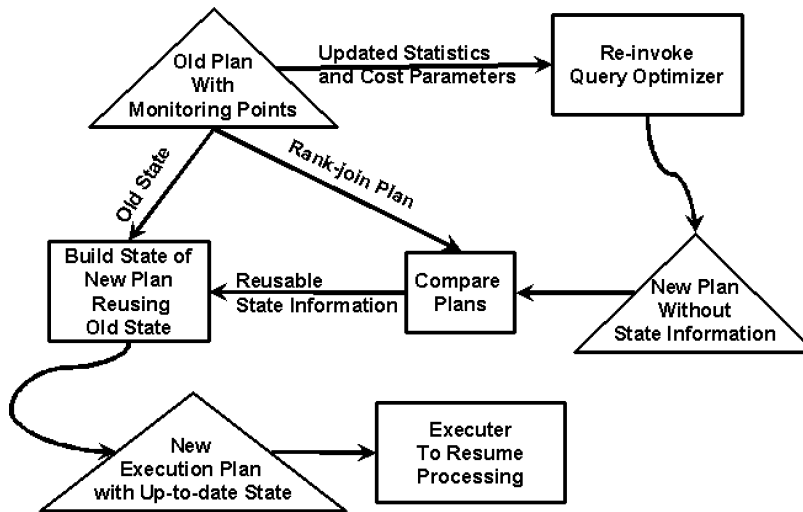 Old Plan
With
Monitoring Points
Updated Statistics
and Cost Parameters
Re-invoke
Query Optimizer
Old State
Rank-join Plan
Build State of
New Plan
Reusing
Old State
Reusable
State Information
Compare
Plans
New Plan
Without
State Information
New
Execution Plan
with Up-to-date State
Executer
To Resume
Processing